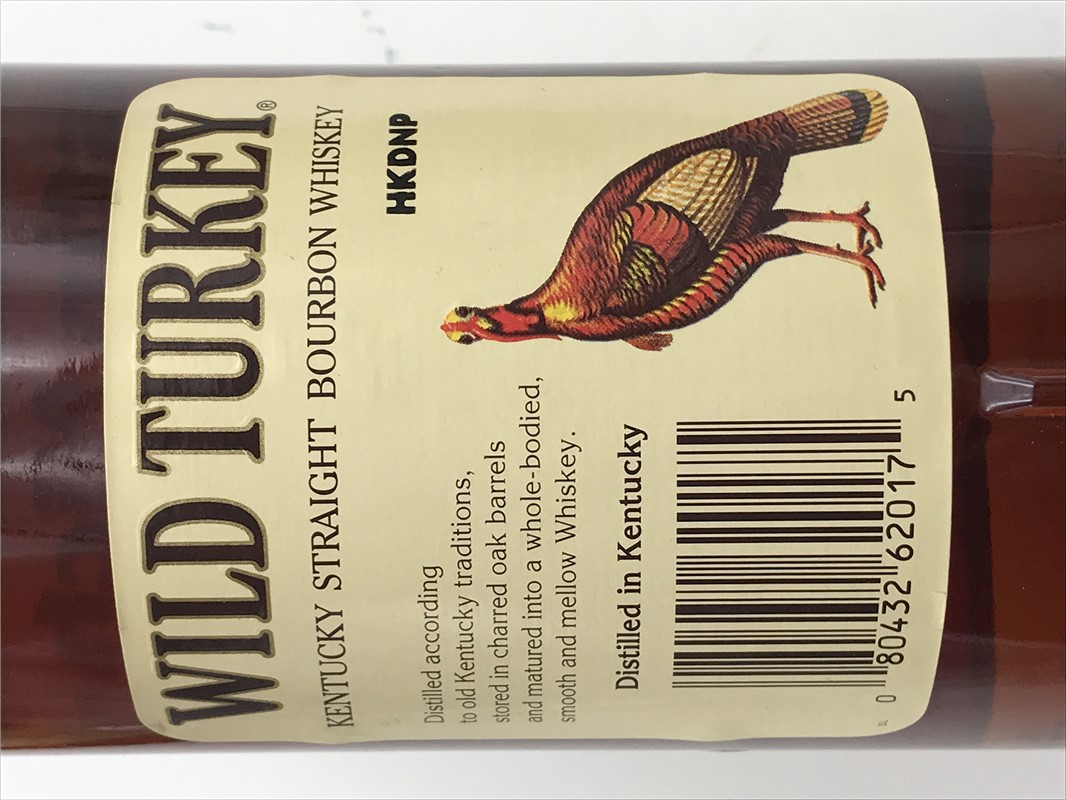 WILD TURKEY®
KENTUCKY STRAIGHT BOURBON WHISKEY
HKDNP
Distilled according
to old Kentucky traditions,
stored in charred oak barrels
and matured into a whole-bodied,
smooth and mellow Whiskey.
Distilled in Kentucky
0 80432 62017 5